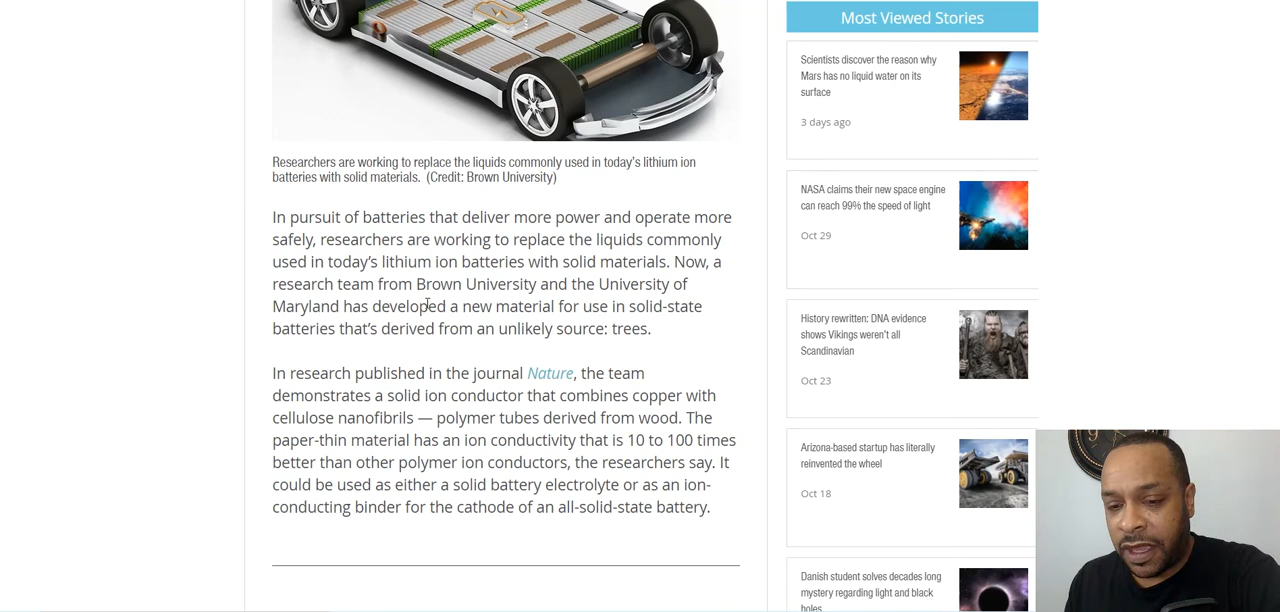 Researchers are working to replace the liquids commonly used in today's lithium ion
batteries with solid materials. (Credit: Brown University)
In pursuit of batteries that deliver more power and operate more
safely, researchers are working to replace the liquids commonly
used in today's lithium ion batteries with solid materials. Now, a
research team from Brown University and the University of
Maryland has developed a new material for use in solid-state
batteries that's derived from an unlikely source: trees.
In research published in the journal Nature, the team
demonstrates a solid ion conductor that combines copper with
cellulose nanofibrils — polymer tubes derived from wood. The
paper-thin material has an ion conductivity that is 10 to 100 times
better than other polymer ion conductors, the researchers say. It
could be used as either a solid battery electrolyte or as an ion-
conducting binder for the cathode of an all-solid-state battery.
Most Viewed Stories
Scientists discover the reason why
Mars has no liquid water on its
surface
3 days ago
NASA claims their new space engine
can reach 99% the speed of light
Oct 29
History rewritten: DNA evidence
shows Vikings weren't all
Scandinavian
Oct 23
Arizona-based startup has literally
reinvented the wheel
Oct 18
Danish student solves decades long
mystery regarding light and black
holes